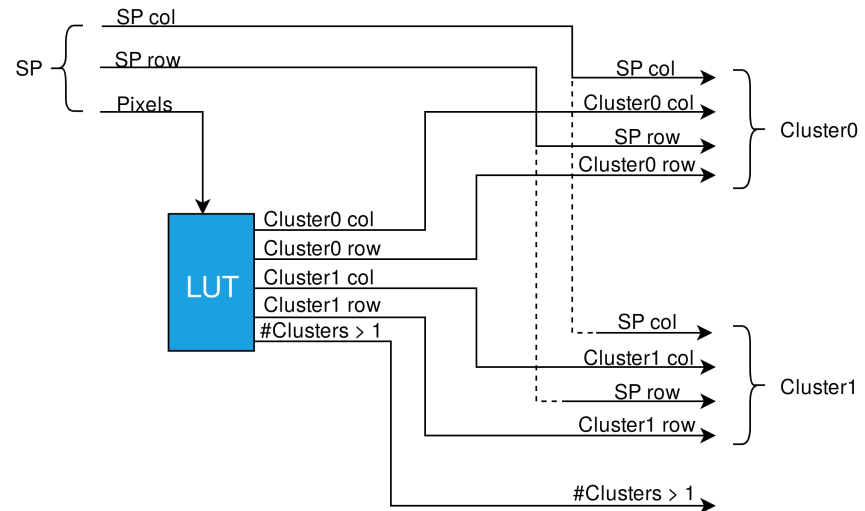 SP col
SP row
SP
Pixels
SP col
Cluster0 col
SP row
Cluster0 row
Cluster0
LUT
Cluster0 col
Cluster0 row
Cluster1 col
Cluster1 row
#Clusters > 1
SP col
Cluster1 col
SP row
Cluster1 row
Cluster1
#Clusters > 1